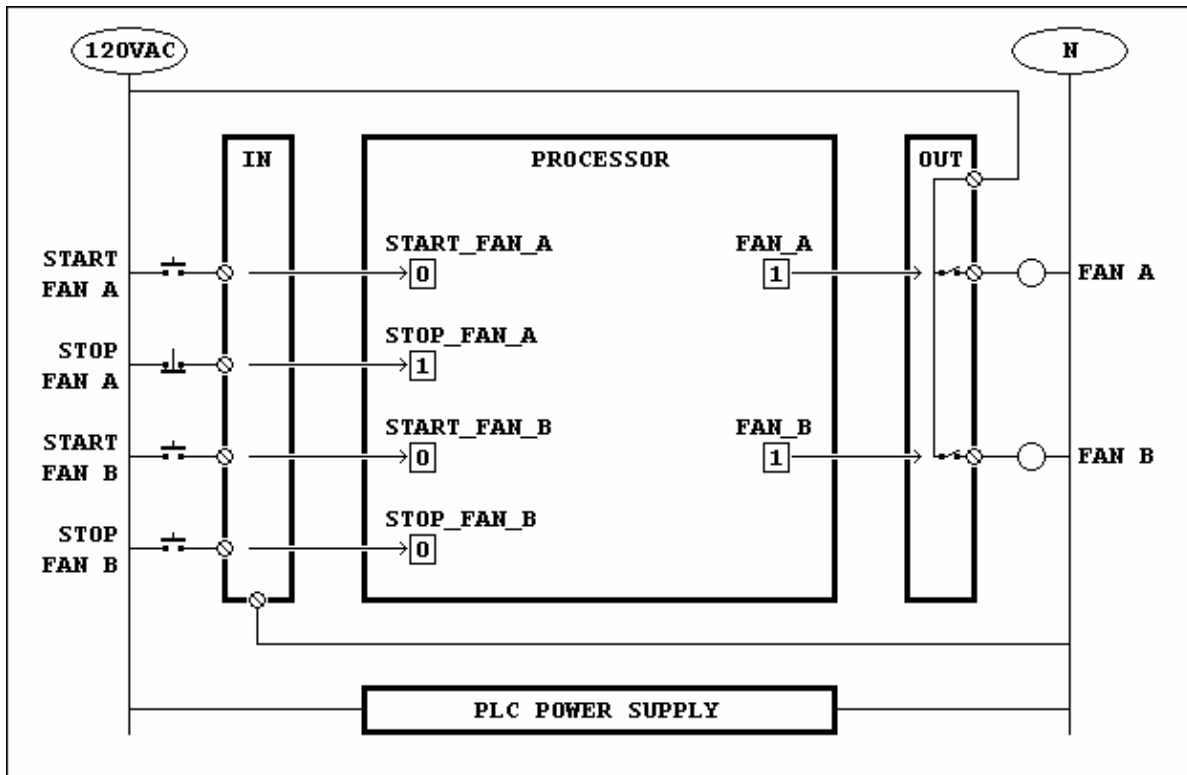 120VAC
N
IN
PROCESSOR
OUT
START
FAN A
START_FAN_A
0
FAN_A
1
FAN A
STOP
FAN A
STOP_FAN_A
1
START
FAN B
START_FAN_B
0
FAN_B
1
FAN B
STOP
FAN B
STOP_FAN_B
0
PLC POWER SUPPLY